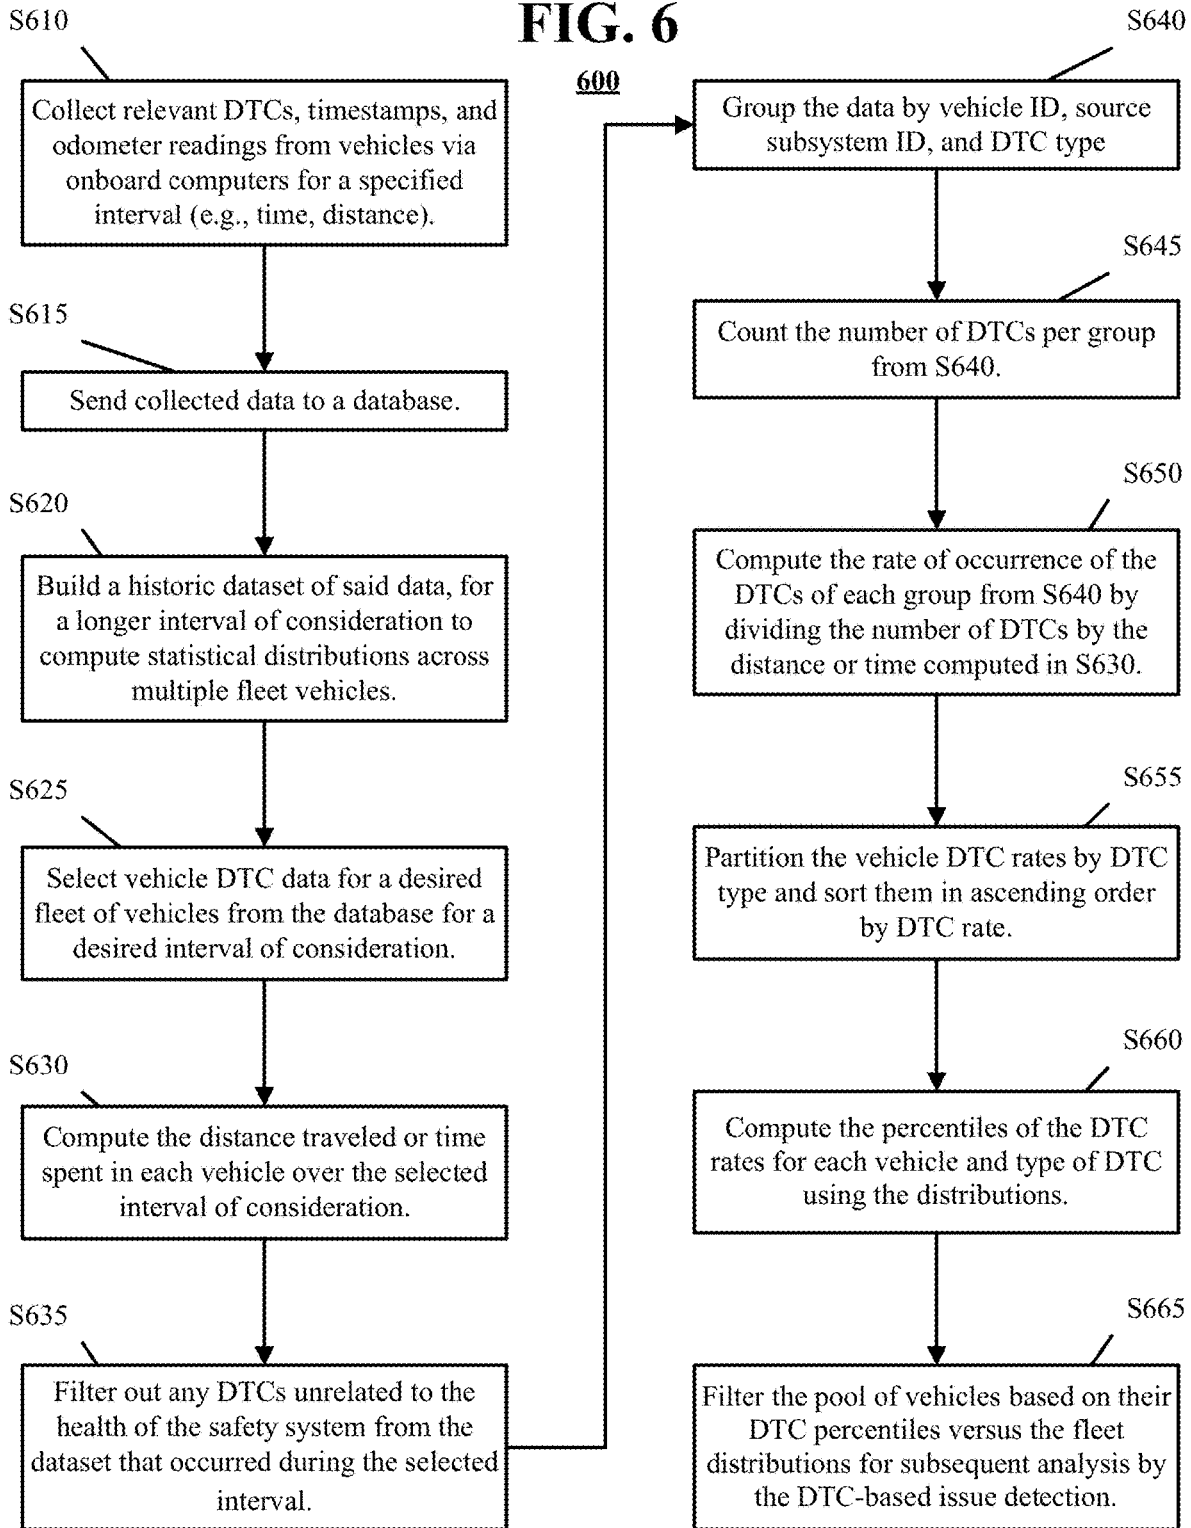 FIG. 6
600
S610
Collect relevant DTCs, timestamps, and
odometer readings from vehicles via
onboard computers for a specified
interval (e.g., time, distance).
S615
Send collected data to a database.
S620
Build a historic dataset of said data, for
a longer interval of consideration to
compute statistical distributions across
multiple fleet vehicles.
S625
Select vehicle DTC data for a desired
fleet of vehicles from the database for a
desired interval of consideration.
S630
Compute the distance traveled or time
spent in each vehicle over the selected
interval of consideration.
S635
Filter out any DTCs unrelated to the
health of the safety system from the
dataset that occurred during the selected
interval.
S640
Group the data by vehicle ID, source
subsystem ID, and DTC type
S645
Count the number of DTCs per group
from S640.
S650
Compute the rate of occurrence of the
DTCs of each group from S640 by
dividing the number of DTCs by the
distance or time computed in S630.
S655
Partition the vehicle DTC rates by DTC
type and sort them in ascending order
by DTC rate.
S660
Compute the percentiles of the DTC
rates for each vehicle and type of DTC
using the distributions.
S665
Filter the pool of vehicles based on their
DTC percentiles versus the fleet
distributions for subsequent analysis by
the DTC-based issue detection.